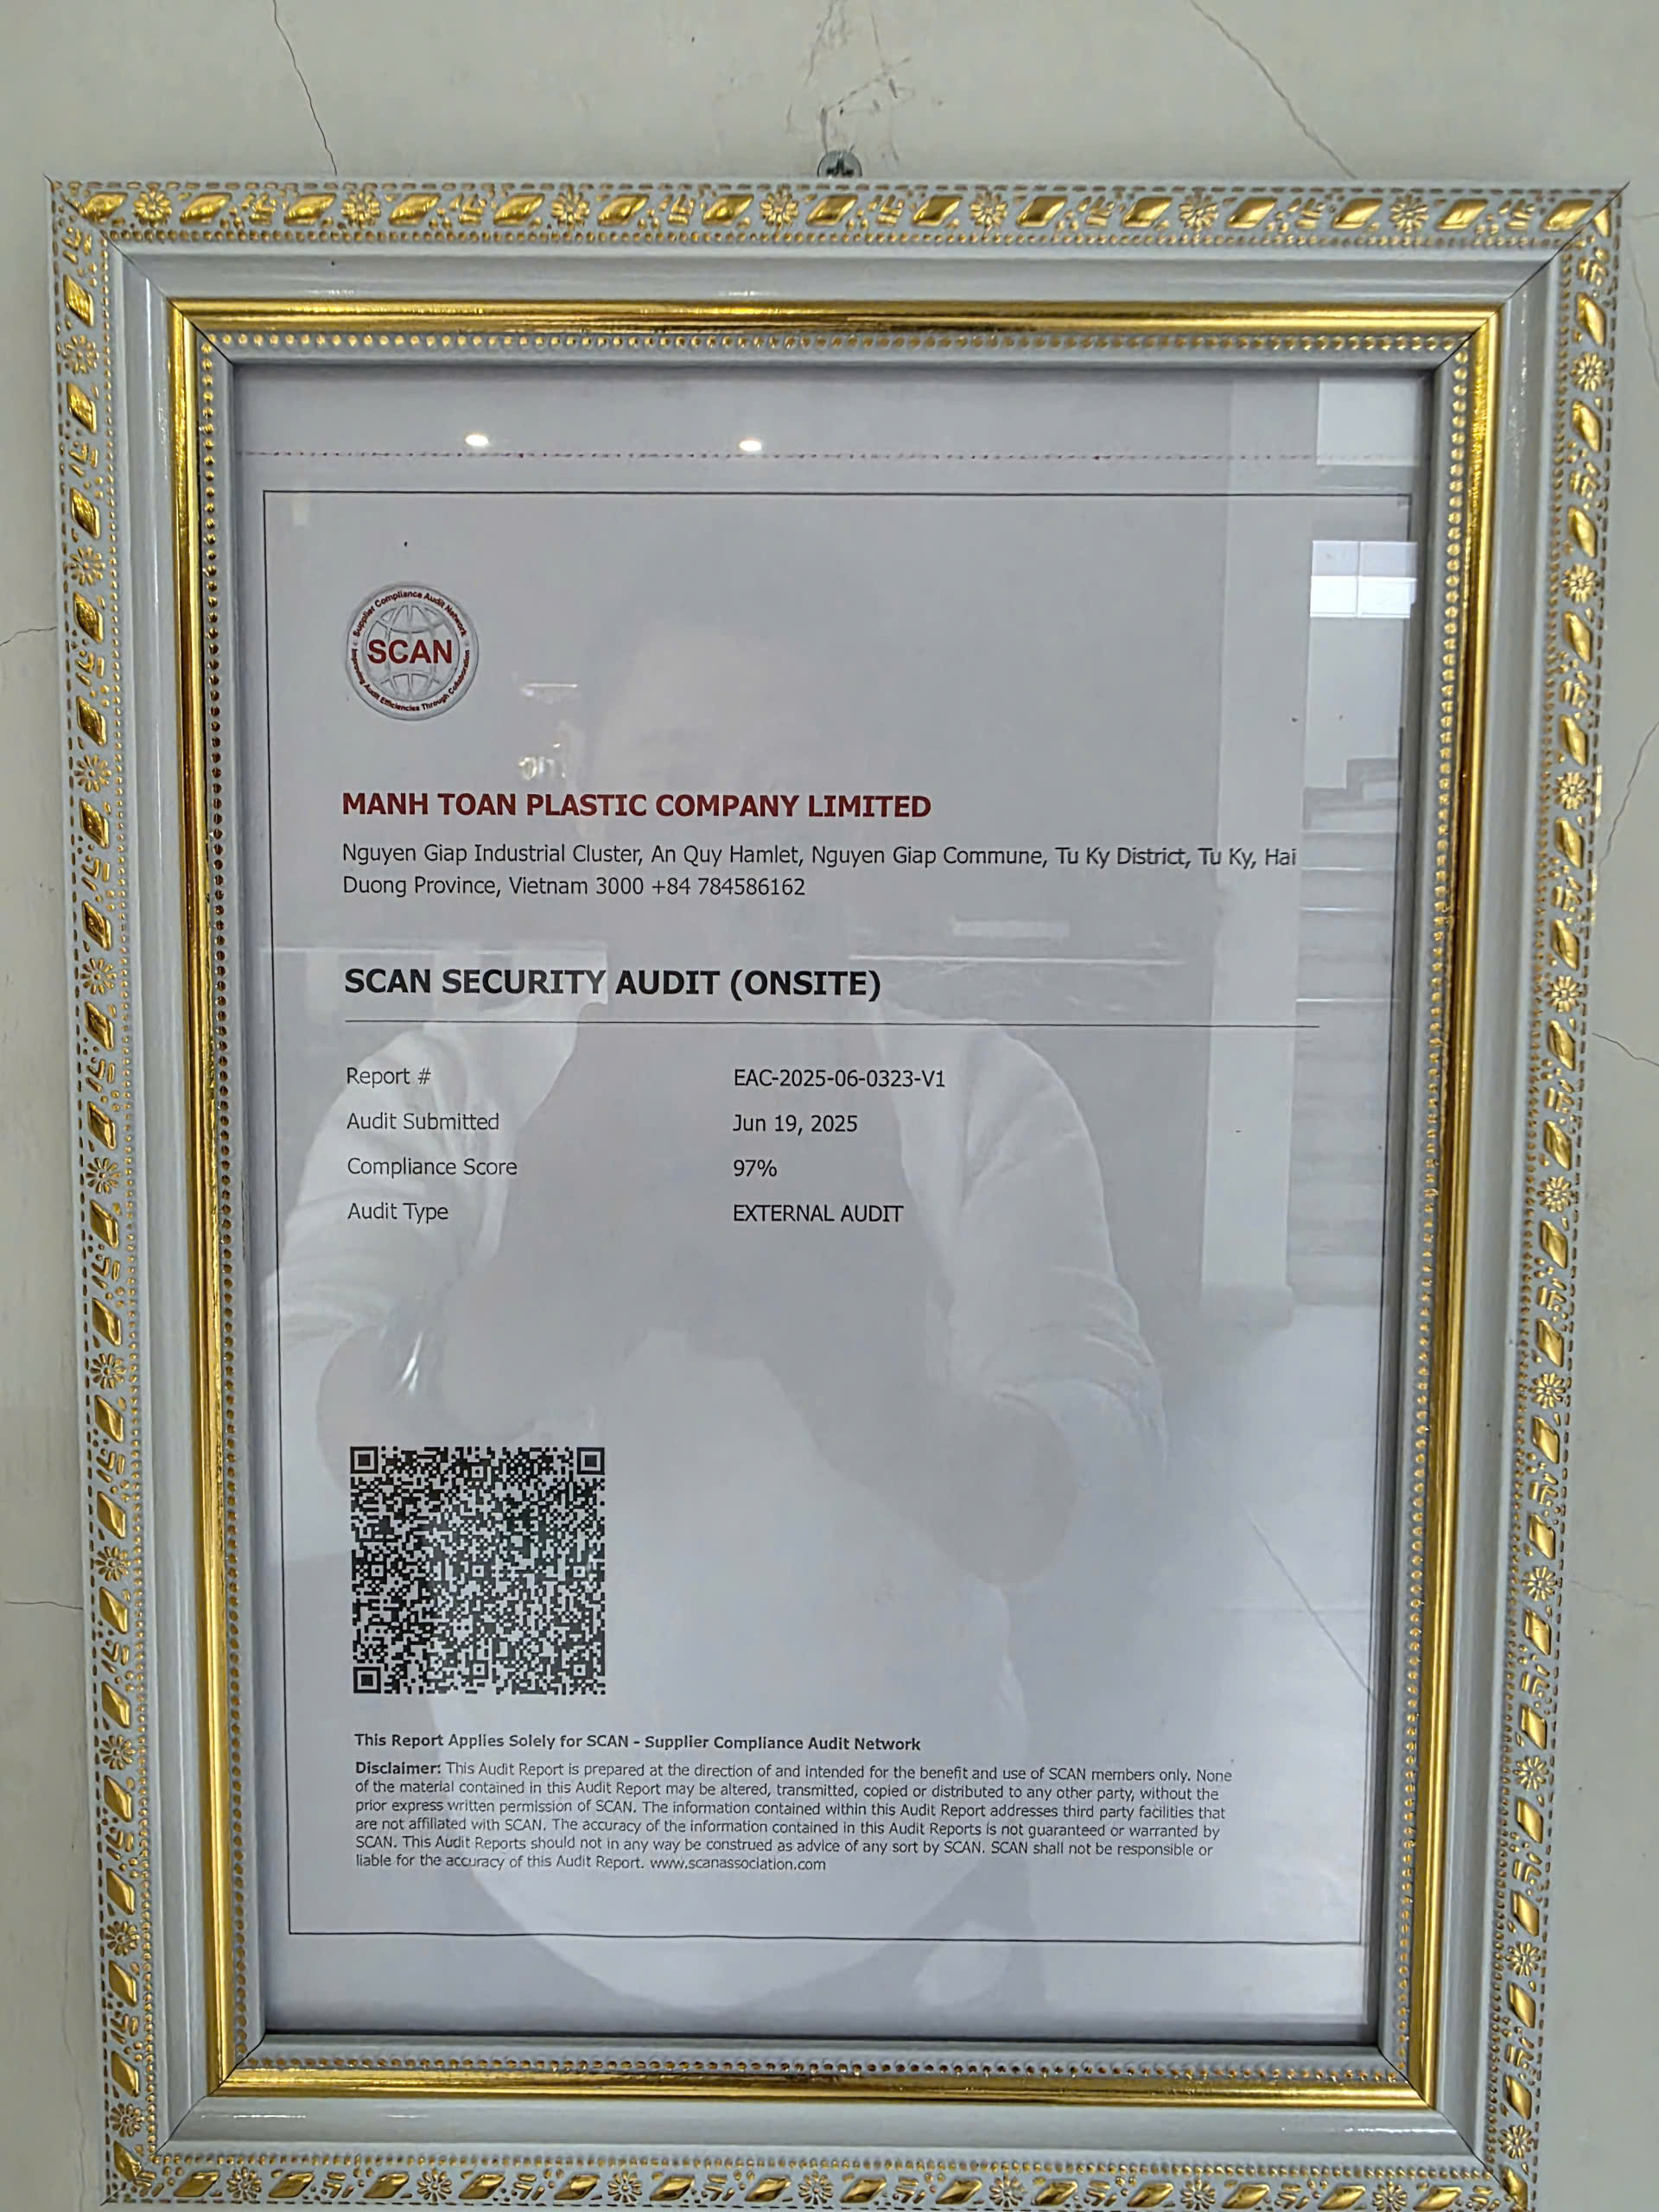 Supplier Compliance Audit Network
SCAN
Improving Audit Efficiencies Through Collaboration
MANH TOAN PLASTIC COMPANY LIMITED
Nguyen Giap Industrial Cluster, An Quy Hamlet, Nguyen Giap Commune, Tu Ky District, Tu Ky, Hai
Duong Province, Vietnam 3000 +84 784586162
SCAN SECURITY AUDIT (ONSITE)
Report # EAC-2025-06-0323-V1
Audit Submitted Jun 19, 2025
Compliance Score 97%
Audit Type EXTERNAL AUDIT
This Report Applies Solely for SCAN - Supplier Compliance Audit Network
Disclaimer: This Audit Report is prepared at the direction of and intended for the benefit and use of SCAN members only. None
of the material contained in this Audit Report may be altered, transmitted, copied or distributed to any other party, without the
prior express written permission of SCAN. The information contained within this Audit Report addresses third party facilities that
are not affiliated with SCAN. The accuracy of the information contained in this Audit Reports is not guaranteed or warranted by
SCAN. This Audit Reports should not in any way be construed as advice of any sort by SCAN. SCAN shall not be responsible or
liable for the accuracy of this Audit Report. www.scanassociation.com